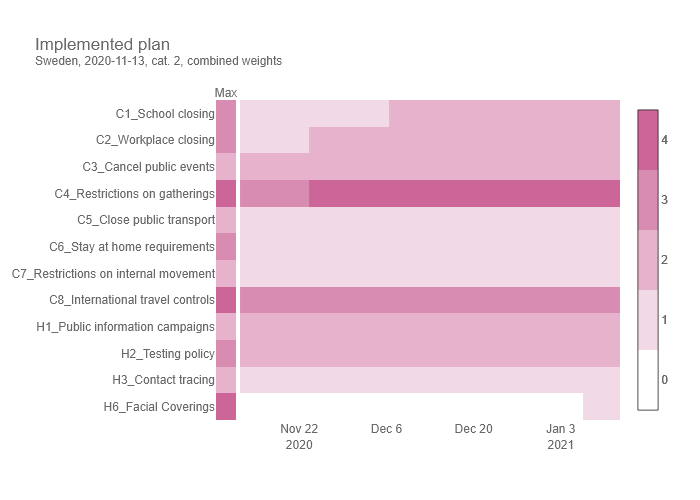 Implemented plan
Sweden, 2020-11-13, cat. 2, combined weights
Max
C1_School closing
C2_Workplace closing
C3_Cancel public events
C4_Restrictions on gatherings
C5_Close public transport
C6_Stay at home requirements
C7_Restrictions on internal movement
C8_International travel controls
H1_Public information campaigns
H2_Testing policy
H3_Contact tracing
H6_Facial Coverings
Nov 22
2020
Dec 6
Dec 20
Jan 3
2021
4
3
2
1
0